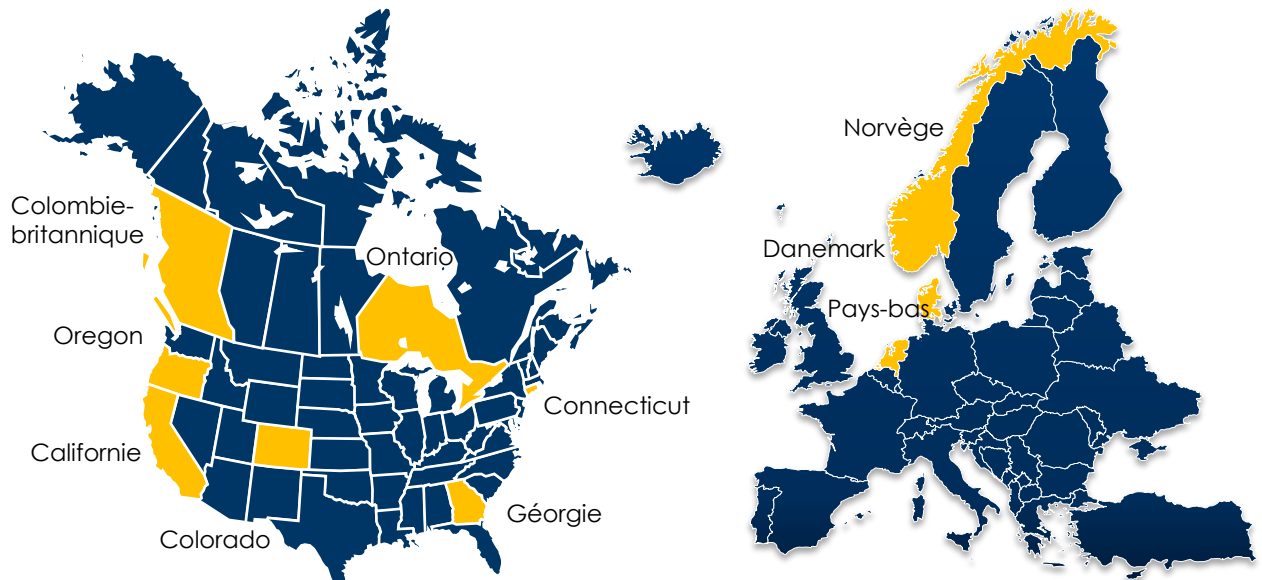 Colombie-
britannique
Ontario
Oregon
Californie
Colorado
Connecticut
Géorgie
Norvège
Danemark
Pays-bas